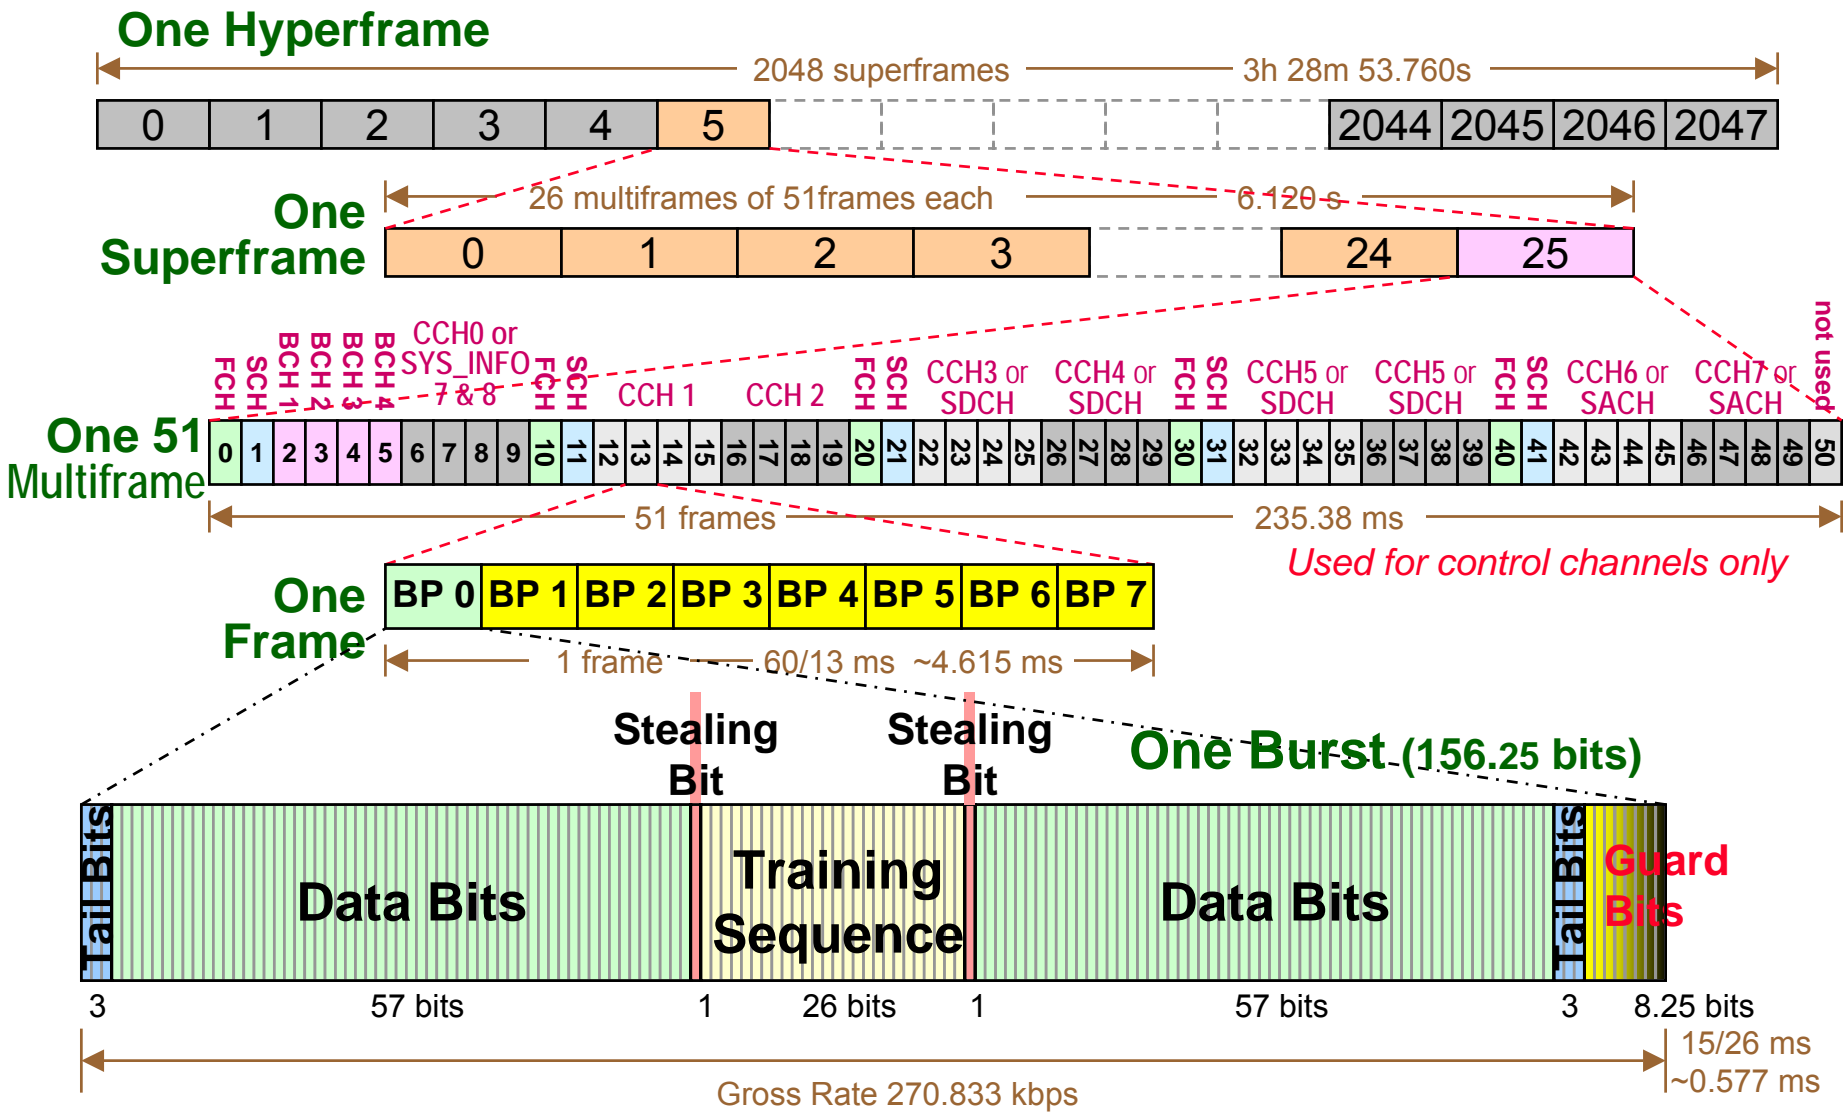 One Hyperframe
2048 superframes
3h 28m 53.760s
0 1 2 3 4 5 2044 2045 2046 2047
One
Superframe
26 multiframes of 51frames each
6.120 s
0 1 2 3 24 25
FCH
SCH
BCH 1
BCH 2
BCH 3
BCH 4
CCH0 or
SYS_INFO
7 & 8
FCH
SCH
CCH 1
CCH 2
FCH
SCH
CCH3 or
SDCH
CCH4 or
SDCH
FCH
SCH
CCH5 or
SDCH
CCH5 or
SDCH
FCH
SCH
CCH6 or
SACH
CCH7 or
SACH
not used
One 51
Multiframe
0 1 2 3 4 5 6 7 8 9 10 11 12 13 14 15 16 17 18 19 20 21 22 23 24 25 26 27 28 29 30 31 32 33 34 35 36 37 38 39 40 41 42 43 44 45 46 47 48 49 50
51 frames
235.38 ms
Used for control channels only
One
Frame
BP 0 BP 1 BP 2 BP 3 BP 4 BP 5 BP 6 BP 7
1 frame
60/13 ms ~4.615 ms
Stealing
Bit
Stealing
Bit
One Burst (156.25 bits)
Tail Bits
Data Bits
Training
Sequence
Data Bits
Tail Bits
Guard
Bits
3 57 bits 1 26 bits 1 57 bits 3 8.25 bits
15/26 ms
~0.577 ms
Gross Rate 270.833 kbps